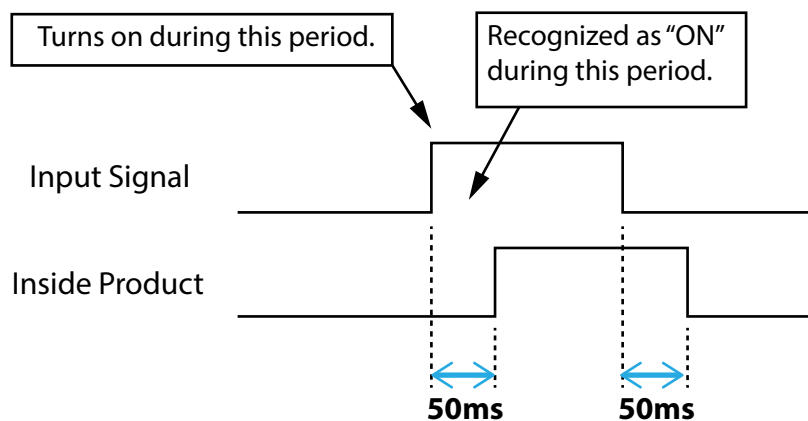 Turns on during this period.
Recognized as “ON”
during this period.
Input Signal
Inside Product
50ms
50ms